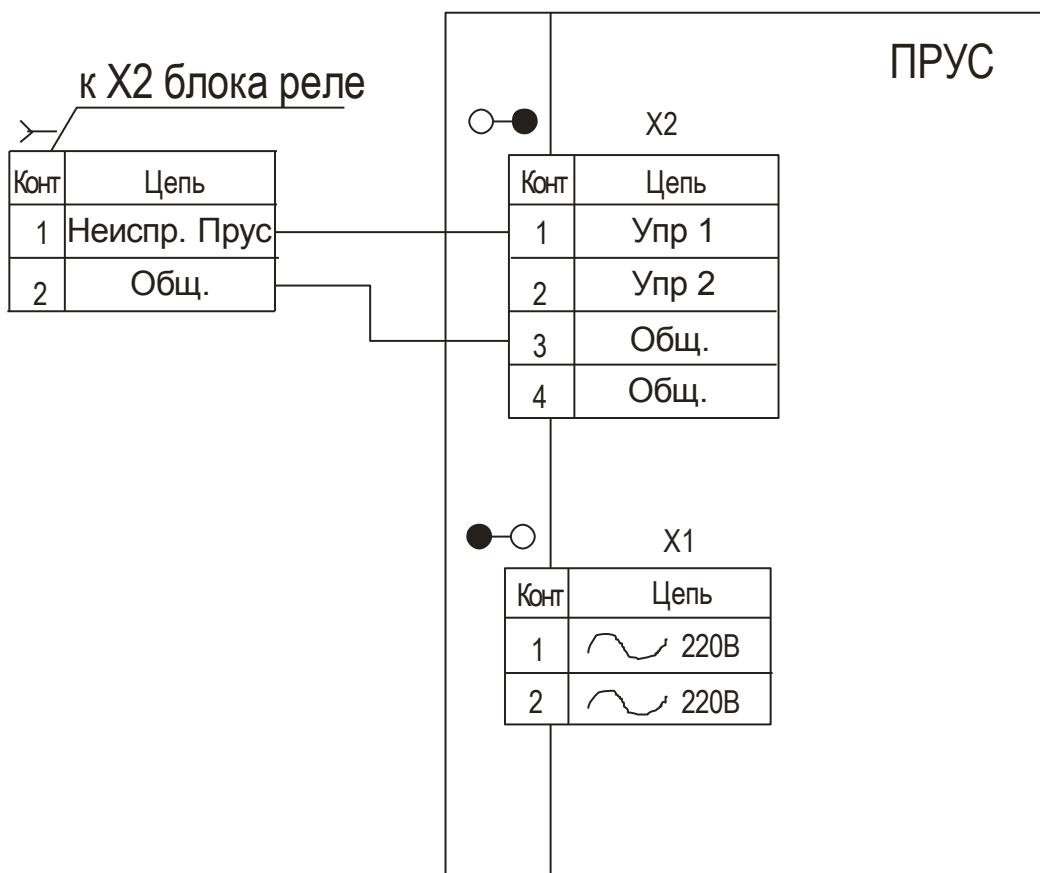 ПРУС
к X2 блока реле
Конт Цепь
1 Неиспр. Прус
2 Общ.
X2
Конт Цепь
1 Упр 1
2 Упр 2
3 Общ.
4 Общ.
X1
Конт Цепь
1 220В
2 220В